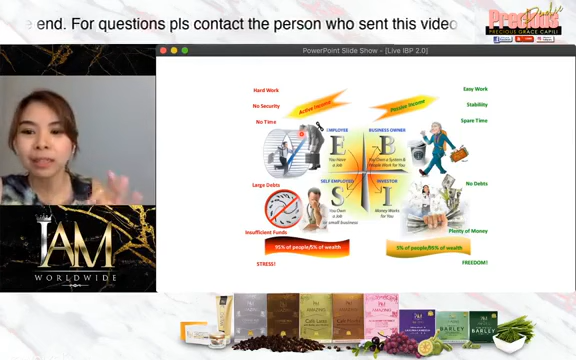 e end. For questions pls contact the person who sent this video
Precious
PRECIOUS GRACE CAPILI
PowerPoint Slide Show - [Live IBP 2.0]
Hard Work
No Security
No Time
Active Income
Passive Income
Easy Work
Stability
Spare Time
EMPLOYEE
E
You Have
a Job
BUSINESS OWNER
B
You Own a System &
People Work for You
SELF EMPLOYED
S
You Own
a Job
or small business
INVESTOR
I
Money Works
for You
Large Debts
Insufficient Funds
No Debts
Plenty of Money
95% of people/5% of wealth
5% of people/95% of wealth
STRESS!
FREEDOM!
IAM
WORLDWIDE
BARLEY
BARLEY